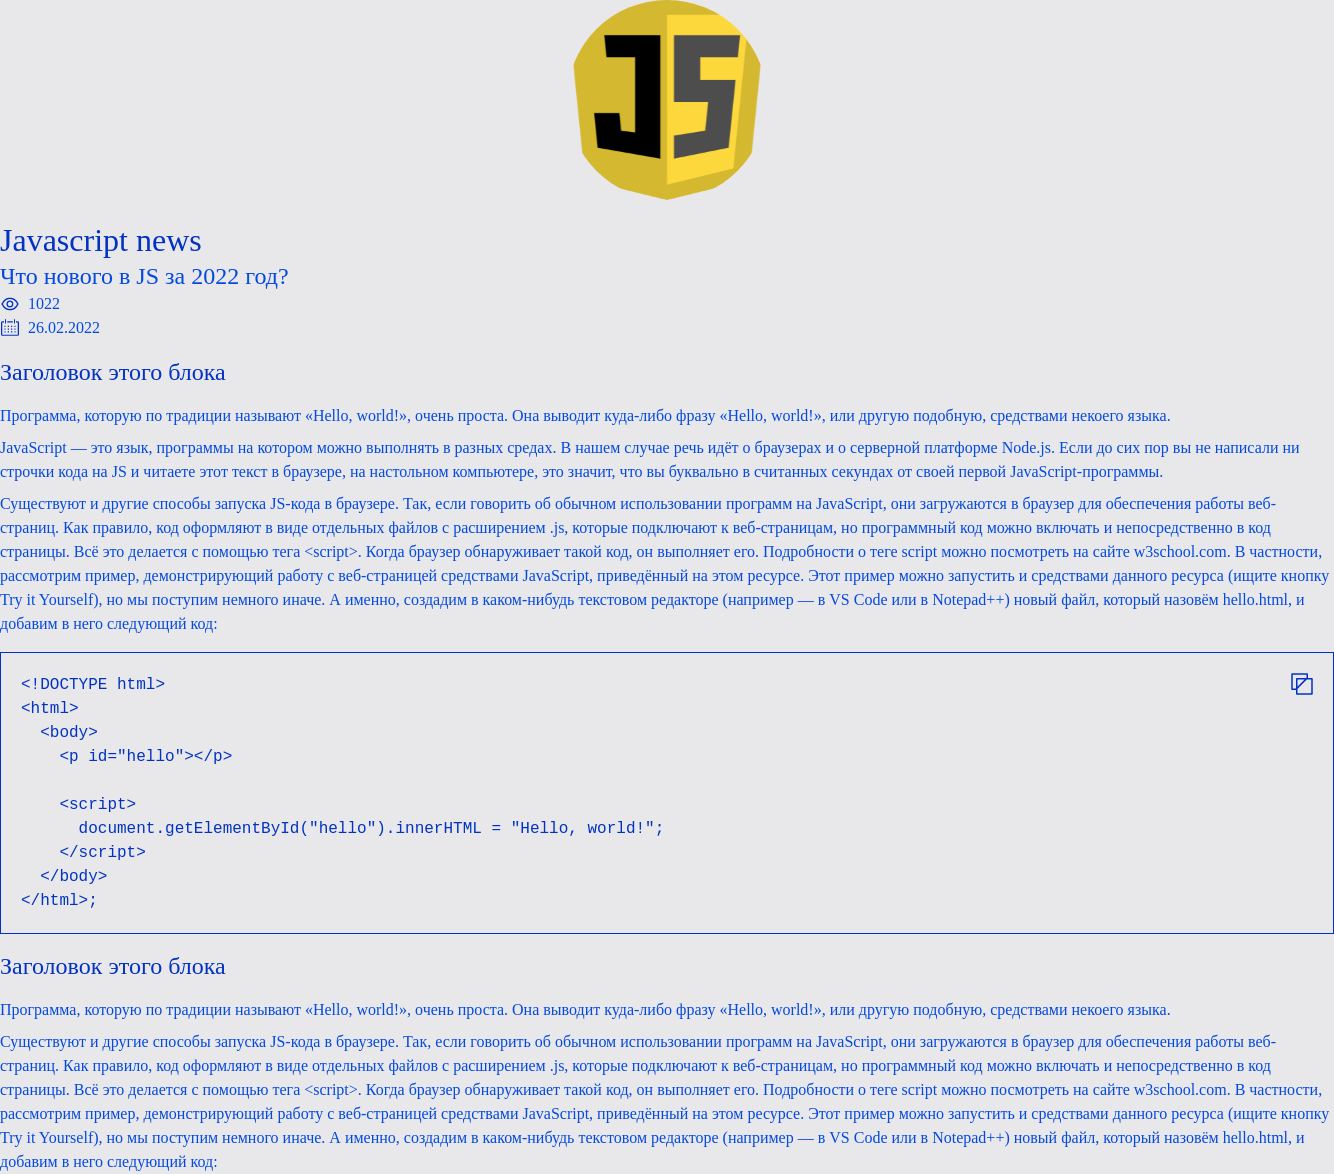 JS
Javascript news
Что нового в JS за 2022 год?
1022
26.02.2022
Заголовок этого блока
Программа, которую по традиции называют «Hello, world!», очень проста. Она выводит куда-либо фразу «Hello, world!», или другую подобную, средствами некоего языка.
JavaScript — это язык, программы на котором можно выполнять в разных средах. В нашем случае речь идёт о браузерах и о серверной платформе Node.js. Если до сих пор вы не написали ни
строчки кода на JS и читаете этот текст в браузере, на настольном компьютере, это значит, что вы буквально в считанных секундах от своей первой JavaScript-программы.
Существуют и другие способы запуска JS-кода в браузере. Так, если говорить об обычном использовании программ на JavaScript, они загружаются в браузер для обеспечения работы веб-
страниц. Как правило, код оформляют в виде отдельных файлов с расширением .js, которые подключают к веб-страницам, но программный код можно включать и непосредственно в код
страницы. Всё это делается с помощью тега <script>. Когда браузер обнаруживает такой код, он выполняет его. Подробности о теге script можно посмотреть на сайте w3school.com. В частности,
рассмотрим пример, демонстрирующий работу с веб-страницей средствами JavaScript, приведённый на этом ресурсе. Этот пример можно запустить и средствами данного ресурса (ищите кнопку
Try it Yourself), но мы поступим немного иначе. А именно, создадим в каком-нибудь текстовом редакторе (например — в VS Code или в Notepad++) новый файл, который назовём hello.html, и
добавим в него следующий код:
<!DOCTYPE html>
<html>
  <body>
    <p id="hello"></p>

    <script>
      document.getElementById("hello").innerHTML = "Hello, world!";
    </script>
  </body>
</html>;
Заголовок этого блока
Программа, которую по традиции называют «Hello, world!», очень проста. Она выводит куда-либо фразу «Hello, world!», или другую подобную, средствами некоего языка.
Существуют и другие способы запуска JS-кода в браузере. Так, если говорить об обычном использовании программ на JavaScript, они загружаются в браузер для обеспечения работы веб-
страниц. Как правило, код оформляют в виде отдельных файлов с расширением .js, которые подключают к веб-страницам, но программный код можно включать и непосредственно в код
страницы. Всё это делается с помощью тега <script>. Когда браузер обнаруживает такой код, он выполняет его. Подробности о теге script можно посмотреть на сайте w3school.com. В частности,
рассмотрим пример, демонстрирующий работу с веб-страницей средствами JavaScript, приведённый на этом ресурсе. Этот пример можно запустить и средствами данного ресурса (ищите кнопку
Try it Yourself), но мы поступим немного иначе. А именно, создадим в каком-нибудь текстовом редакторе (например — в VS Code или в Notepad++) новый файл, который назовём hello.html, и
добавим в него следующий код: